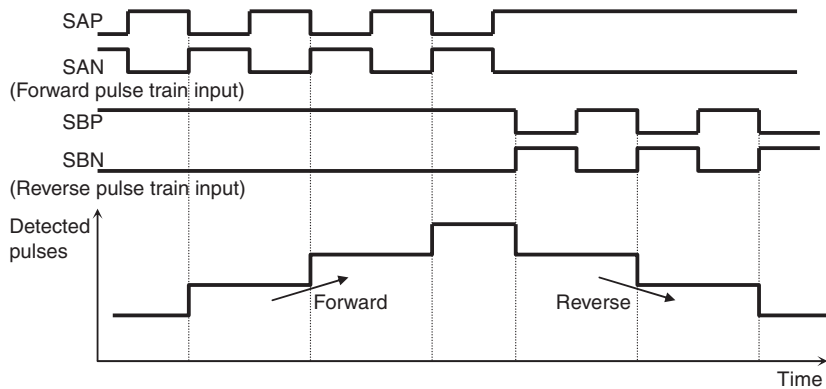 SAP
SAN
(Forward pulse train input)
SBP
SBN
(Reverse pulse train input)
Detected
pulses
Forward
Reverse
Time